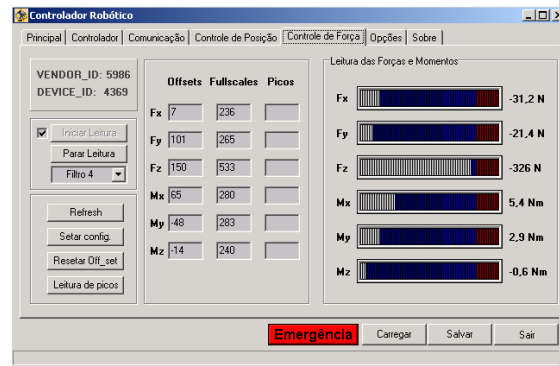 Controlador Robótico
Principal Controlador Comunicação Controle de Posição Controle de Força Opções Sobre
VENDOR_ID: 5986
DEVICE_ID: 4369
Iniciar Leitura
Parar Leitura
Filtro 4
Refresh
Setar config.
Resetar Off_set
Leitura de picos
Offsets Fullscales Picos
Fx 7 236
Fy 101 265
Fz 150 533
Mx 65 280
My -48 283
Mz -14 240
Leitura das Forças e Momentos
Fx -31,2 N
Fy -21,4 N
Fz -326 N
Mx 5,4 Nm
My 2,9 Nm
Mz -0,6 Nm
Emergência Carregar Salvar Sair